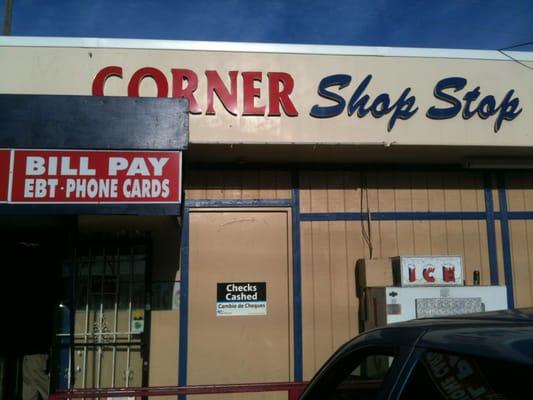 CORNER Shop Stop
BILL PAY
EBT · PHONE CARDS
Checks
Cashed
Cambio de Cheques
ICE